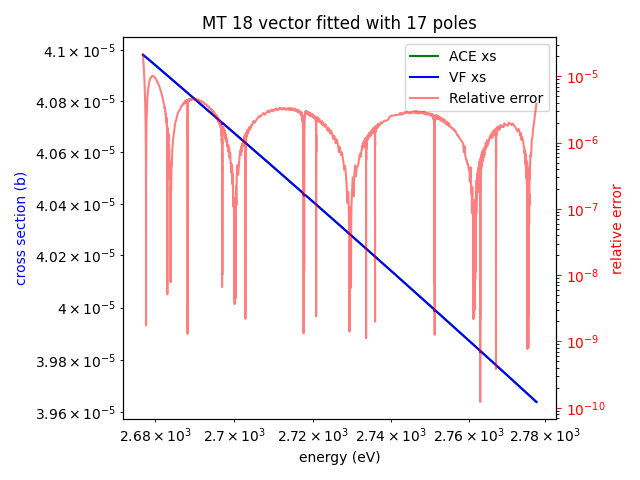 MT 18 vector fitted with 17 poles
ACE xs
VF xs
Relative error
cross section (b)
4.1 × 10⁻⁵
4.08 × 10⁻⁵
4.06 × 10⁻⁵
4.04 × 10⁻⁵
4.02 × 10⁻⁵
4 × 10⁻⁵
3.98 × 10⁻⁵
3.96 × 10⁻⁵
relative error
10⁻⁵
10⁻⁶
10⁻⁷
10⁻⁸
10⁻⁹
10⁻¹⁰
2.68 × 10³ 2.7 × 10³ 2.72 × 10³ 2.74 × 10³ 2.76 × 10³ 2.78 × 10³
energy (eV)